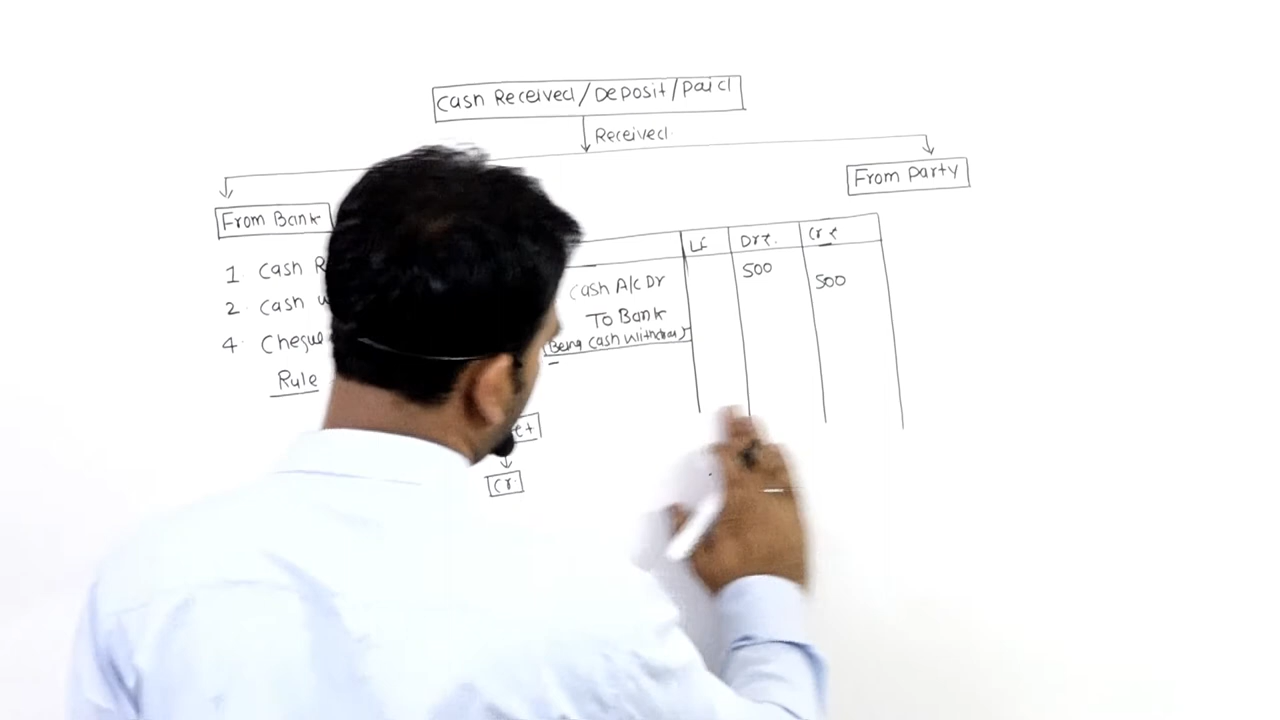 Cash Received/Deposit/paid
Received
From Bank
From party
1. Cash R
2. Cash w
4. Cheque
Rule
LF Dr ₹. Cr ₹
Cash A/c Dr 500
To Bank 500
(Being cash withdraw)
Cr.